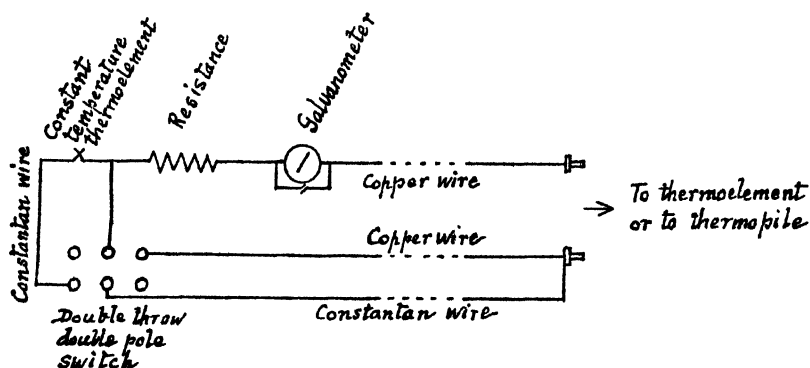 Constant
temperature
thermoelement
Resistance
Galvanometer
Constantan wire
Copper wire
To thermoelement
or to thermopile
Copper wire
Constantan wire
Double throw
double pole
switch